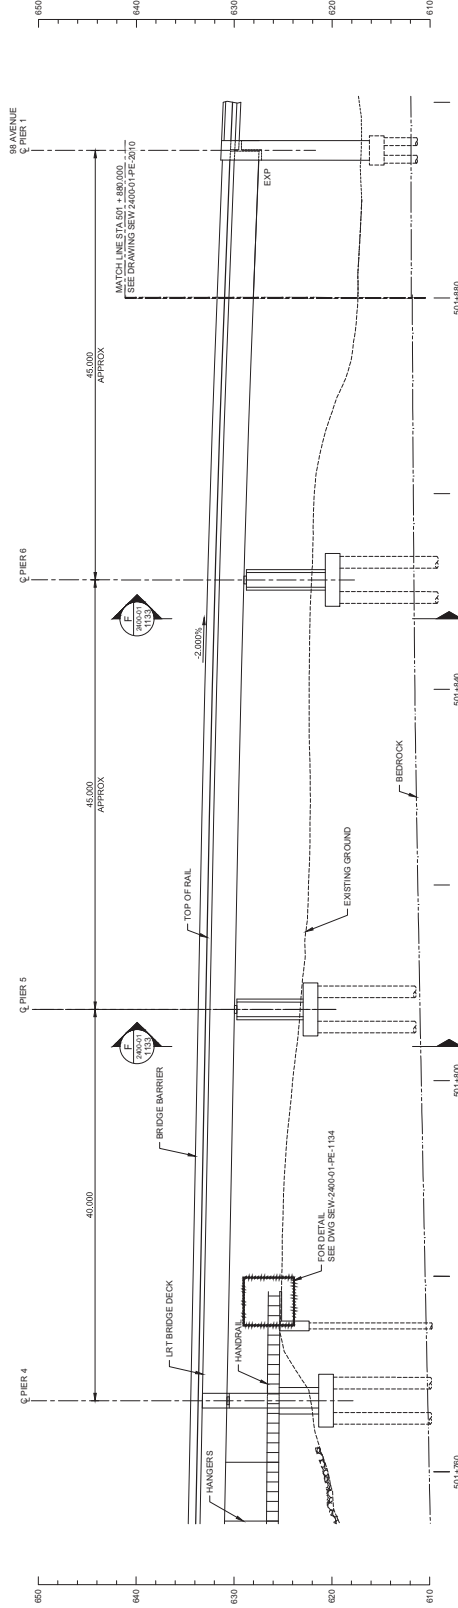 650
640
630
620
610
98 AVENUE
℄ PIER 1
MATCH LINE STA 501 + 880.000
SEE DRAWING SEW 2400-01-PE-2010
EXP
501+880
45.000
APPROX
℄ PIER 6
F
2400-01
1133
-2.000%
501+840
45.000
APPROX
TOP OF RAIL
EXISTING GROUND
BEDROCK
℄ PIER 5
F
2400-01
1133
501+800
40.000
BRIDGE BARRIER
LRT BRIDGE DECK
FOR DETAIL
SEE DWG SEW-2400-01-PE-1134
HANDRAIL
℄ PIER 4
HANGERS
501+760
650
640
630
620
610